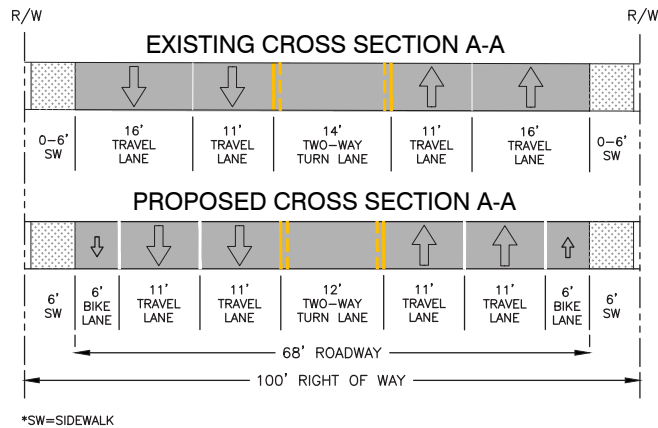 R/W R/W
EXISTING CROSS SECTION A-A
0-6' SW
16' TRAVEL LANE
11' TRAVEL LANE
14' TWO-WAY TURN LANE
11' TRAVEL LANE
16' TRAVEL LANE
0-6' SW
PROPOSED CROSS SECTION A-A
6' SW
6' BIKE LANE
11' TRAVEL LANE
11' TRAVEL LANE
12' TWO-WAY TURN LANE
11' TRAVEL LANE
11' TRAVEL LANE
6' BIKE LANE
6' SW
68' ROADWAY
100' RIGHT OF WAY
*SW=SIDEWALK